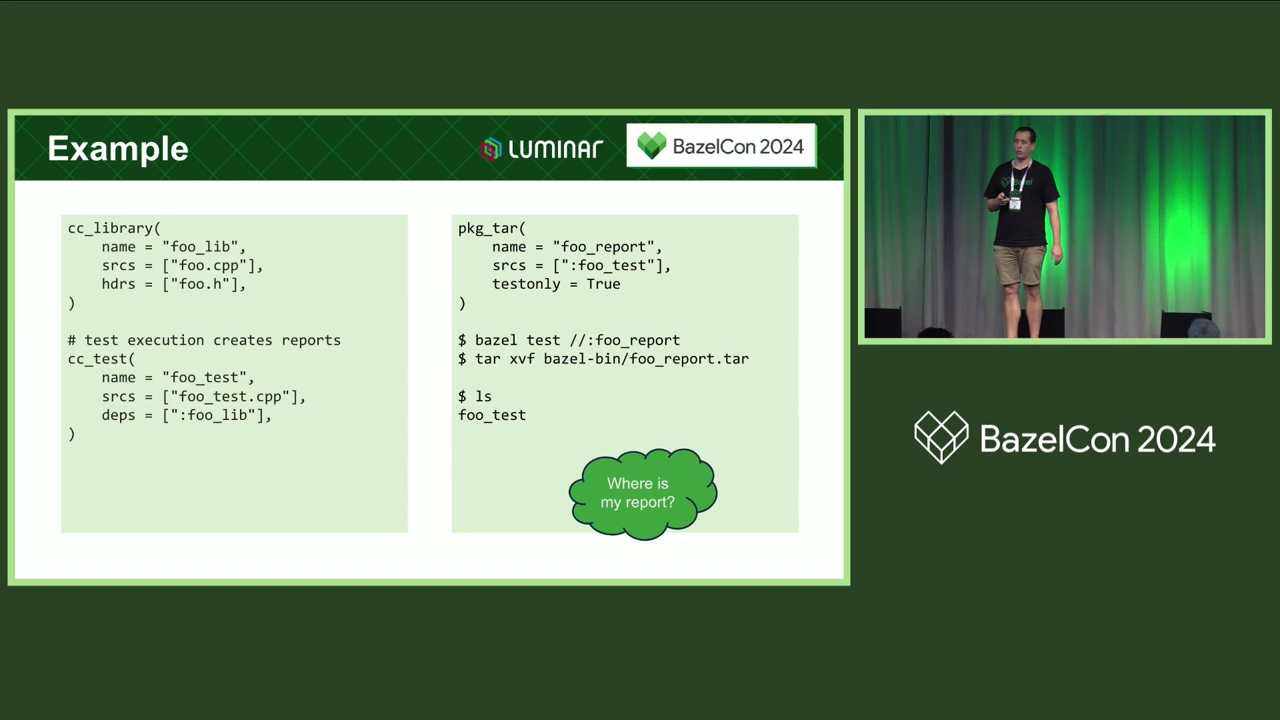 Example
LUMINAR
BazelCon 2024
cc_library(
    name = "foo_lib",
    srcs = ["foo.cpp"],
    hdrs = ["foo.h"],
)
# test execution creates reports
cc_test(
    name = "foo_test",
    srcs = ["foo_test.cpp"],
    deps = [":foo_lib"],
)
pkg_tar(
    name = "foo_report",
    srcs = [":foo_test"],
    testonly = True
)
$ bazel test //:foo_report
$ tar xvf bazel-bin/foo_report.tar
$ ls
foo_test
Where is
my report?
BazelCon 2024